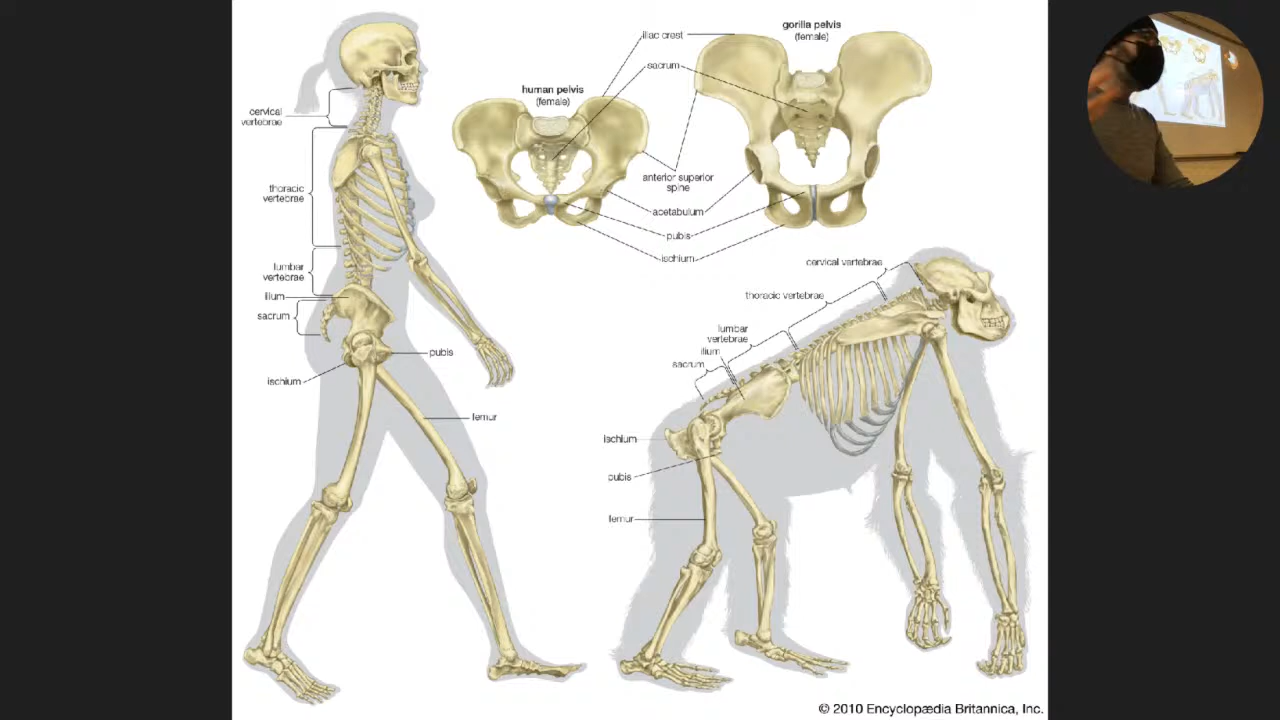 gorilla pelvis
(female)
iliac crest
sacrum
human pelvis
(female)
cervical
vertebrae
anterior superior
spine
thoracic
vertebrae
acetabulum
pubis
ischium
cervical vertebrae
lumbar
vertebrae
thoracic vertebrae
ilium
sacrum
lumbar
vertebrae
ilium
sacrum
pubis
ischium
femur
ischium
pubis
femur
© 2010 Encyclopædia Britannica, Inc.